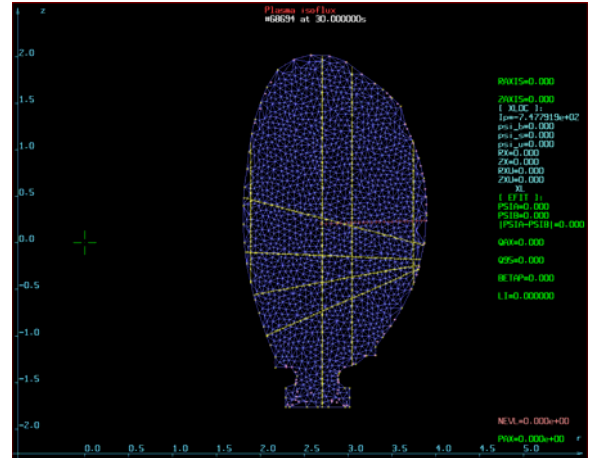 Plasma isoflux
#68694 at 30.000000s
z
2.0
1.5
1.0
0.5
0.0
-0.5
-1.0
-1.5
-2.0
0.0 0.5 1.0 1.5 2.0 2.5 3.0 3.5 4.0 4.5 5.0 r
RAXIS=0.000
ZAXIS=0.000
[ XLOC ]:
Ip=-7.477919e+02
psi_b=0.000
psi_s=0.000
psi_u=0.000
RX=0.000
ZX=0.000
RXU=0.000
ZXU=0.000
XL
[ EFIT ]:
PSIA=0.000
PSIB=0.000
|PSIA-PSIB|=0.000
QAX=0.000
Q95=0.000
BETAP=0.000
LI=0.000000
NEVL=0.000e+00
PAX=0.000e+00